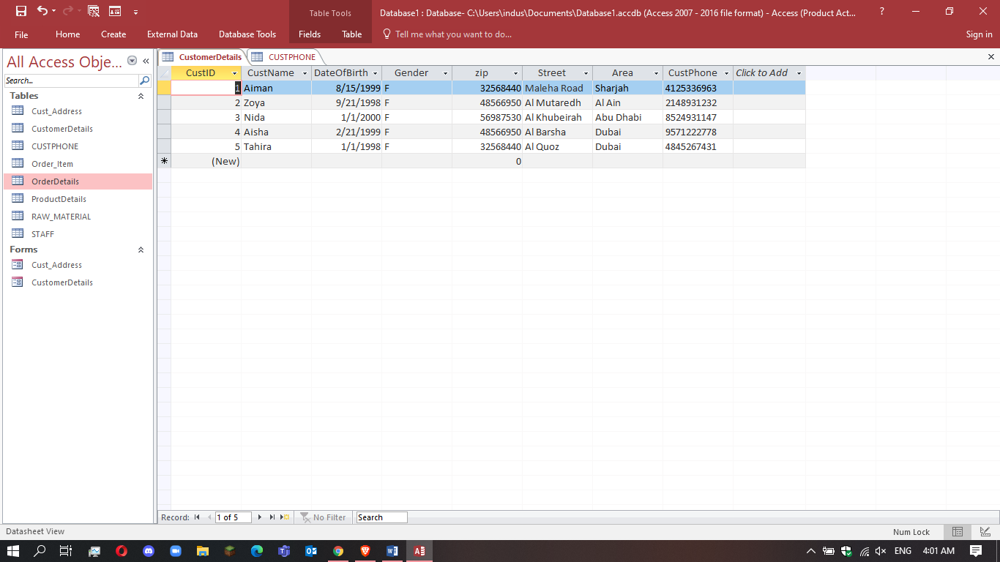 Table Tools
Database1 : Database- C:\Users\indus\Documents\Database1.accdb (Access 2007 - 2016 file format) - Access (Product Act...
?
File Home Create External Data Database Tools Fields Table Tell me what you want to do... Sign in
All Access Obje...
Search...
Tables
Cust_Address
CustomerDetails
CUSTPHONE
Order_Item
OrderDetails
ProductDetails
RAW_MATERIAL
STAFF
Forms
Cust_Address
CustomerDetails
CustomerDetails CUSTPHONE
CustID CustName DateOfBirth Gender zip Street Area CustPhone Click to Add
1 Aiman 8/15/1999 F 32568440 Maleha Road Sharjah 4125336963
2 Zoya 9/21/1998 F 48566950 Al Mutaredh Al Ain 2148931232
3 Nida 1/1/2000 F 56987530 Al Khubeirah Abu Dhabi 8524931147
4 Aisha 2/21/1999 F 48566950 Al Barsha Dubai 9571222778
5 Tahira 1/1/1998 F 32568440 Al Quoz Dubai 4845267431
(New) 0
Record: 1 of 5 No Filter Search
Datasheet View Num Lock
ENG 4:01 AM